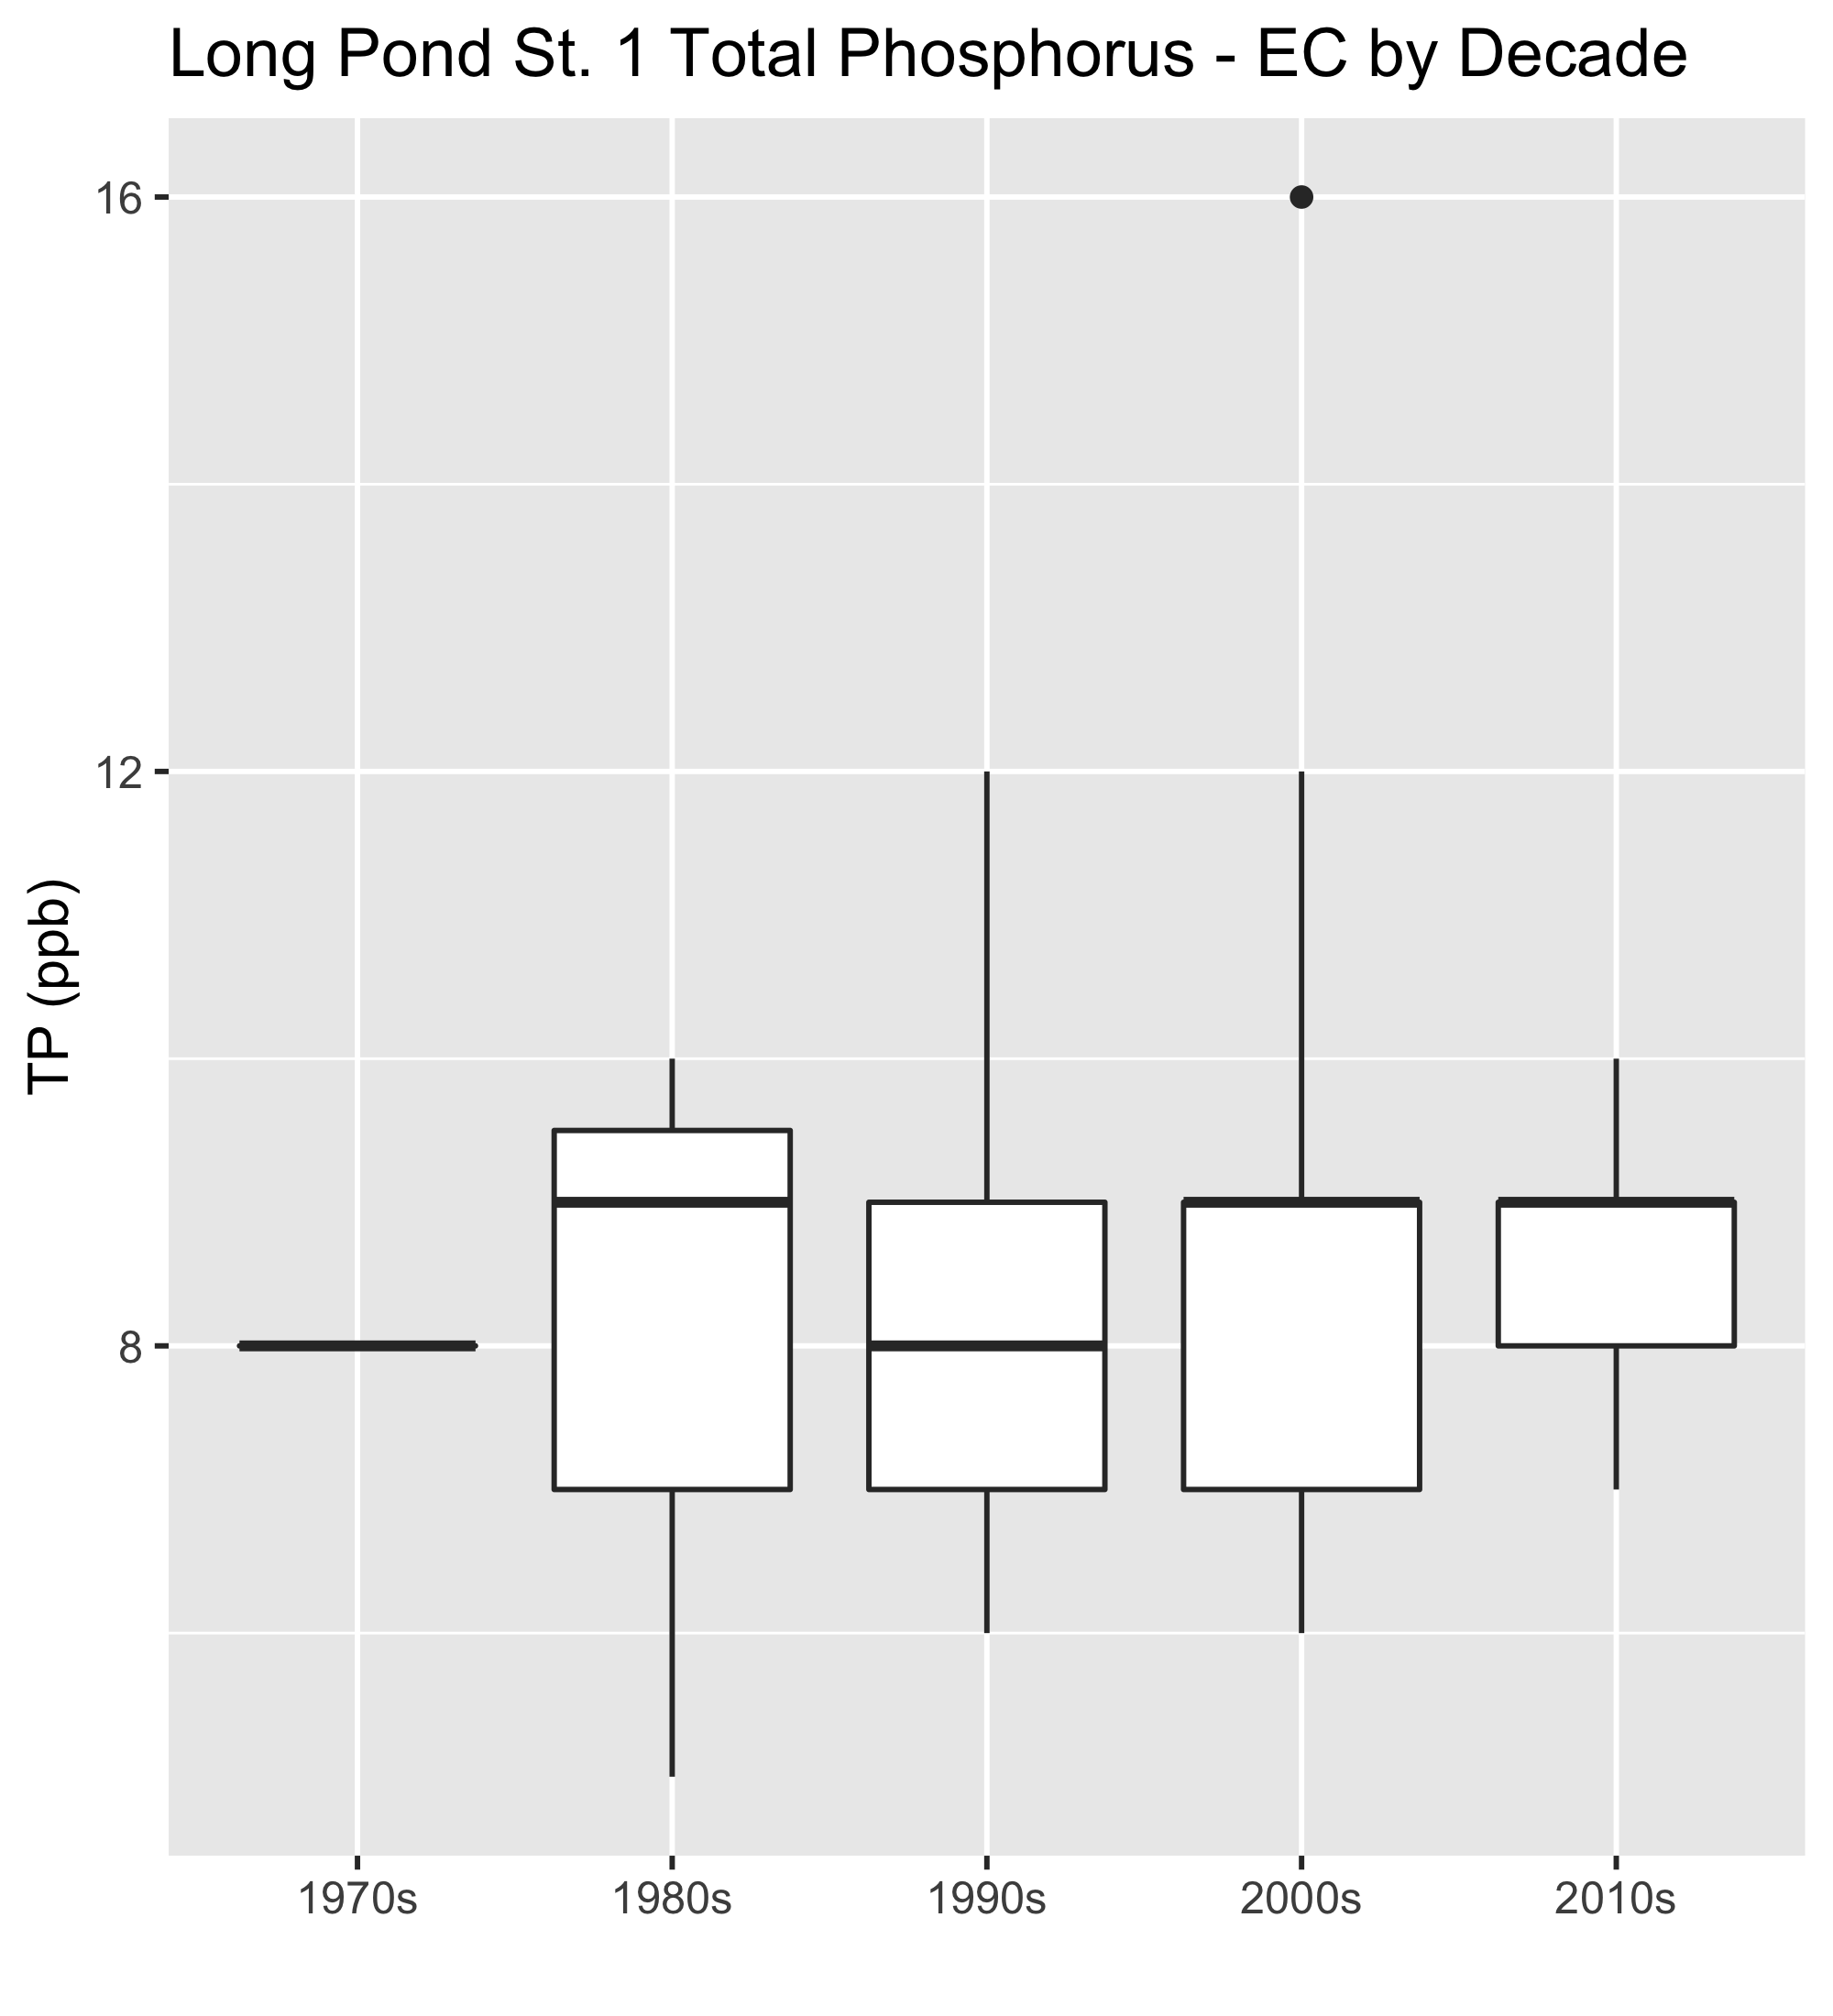 Long Pond St. 1 Total Phosphorus - EC by Decade
16
12
8
TP (ppb)
1970s 1980s 1990s 2000s 2010s